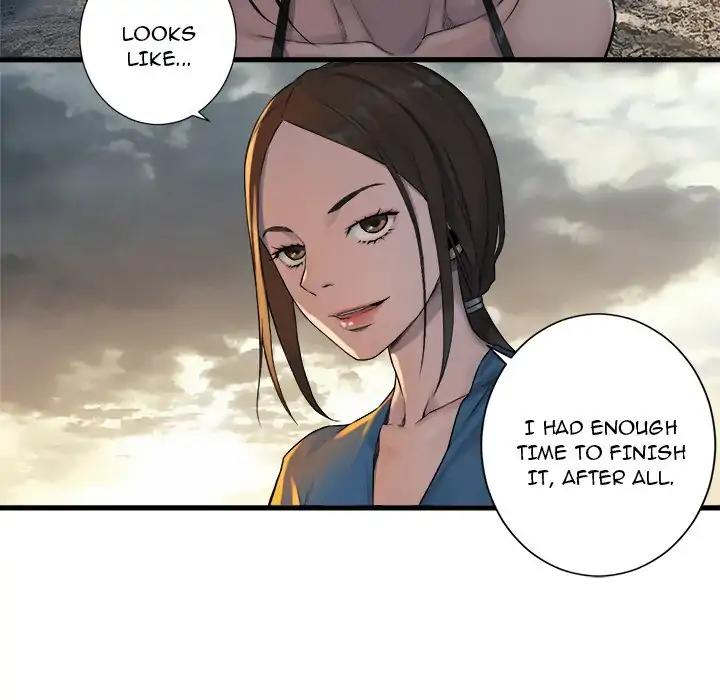 LOOKS
LIKE...
I HAD ENOUGH
TIME TO FINISH
IT, AFTER ALL.